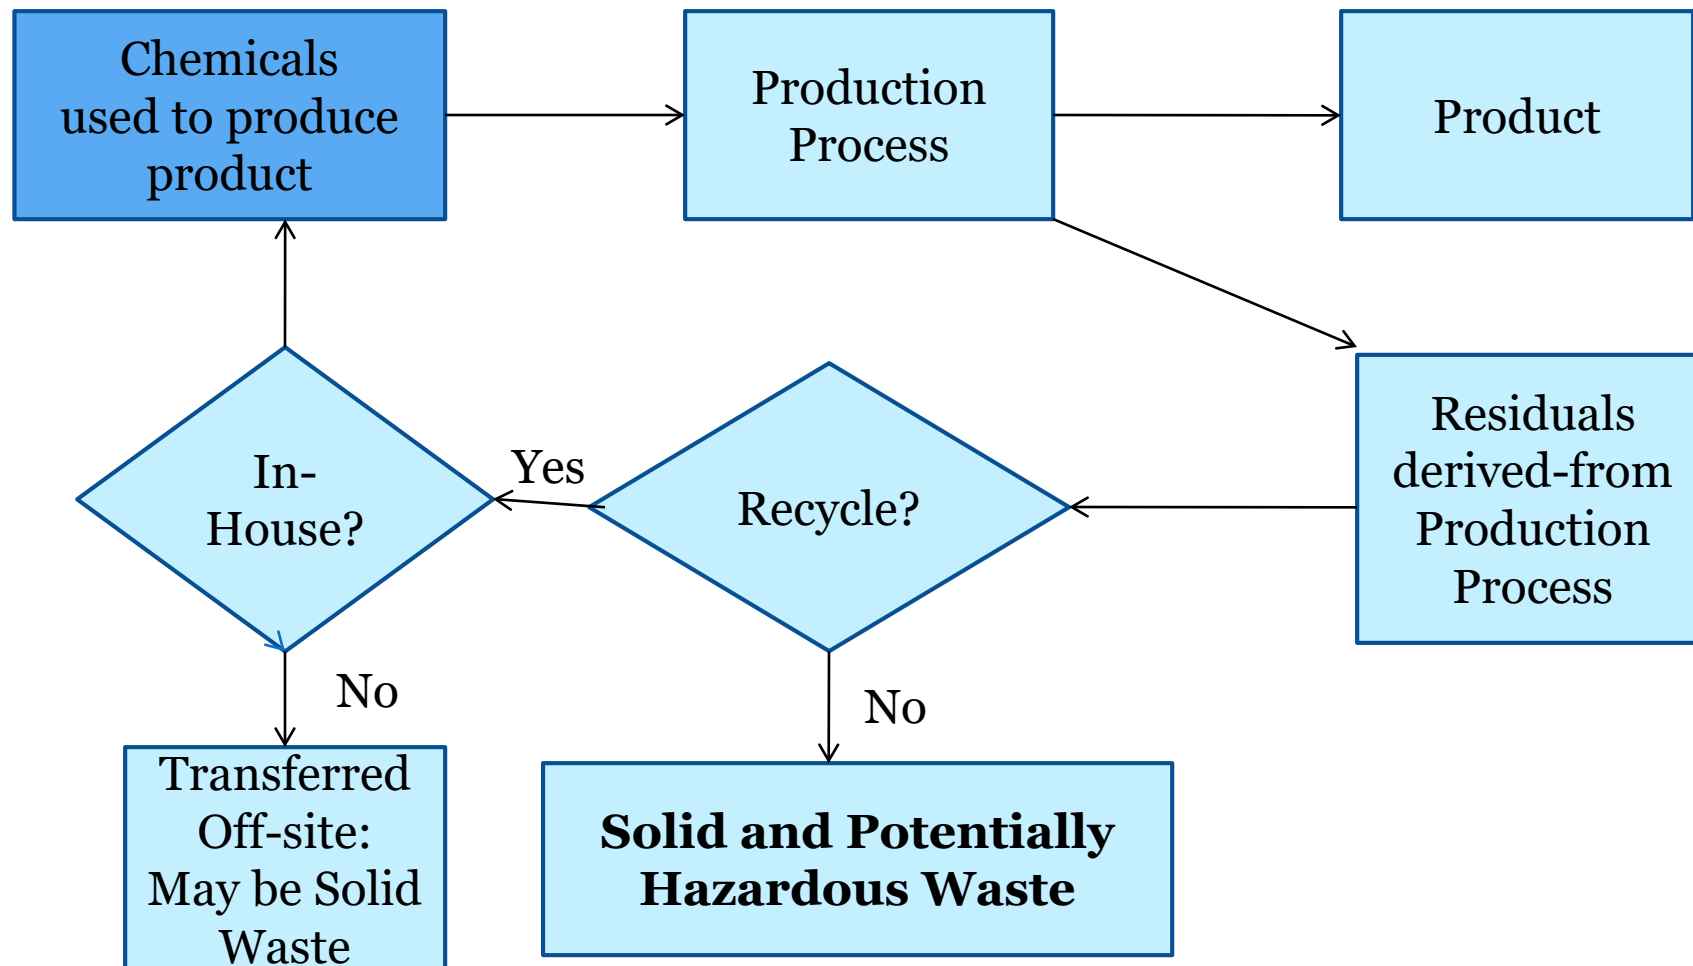 Chemicals
used to produce
product
Production
Process
Product
In-
House?
Yes
Recycle?
Residuals
derived-from
Production
Process
No
No
Transferred
Off-site:
May be Solid
Waste
Solid and Potentially
Hazardous Waste